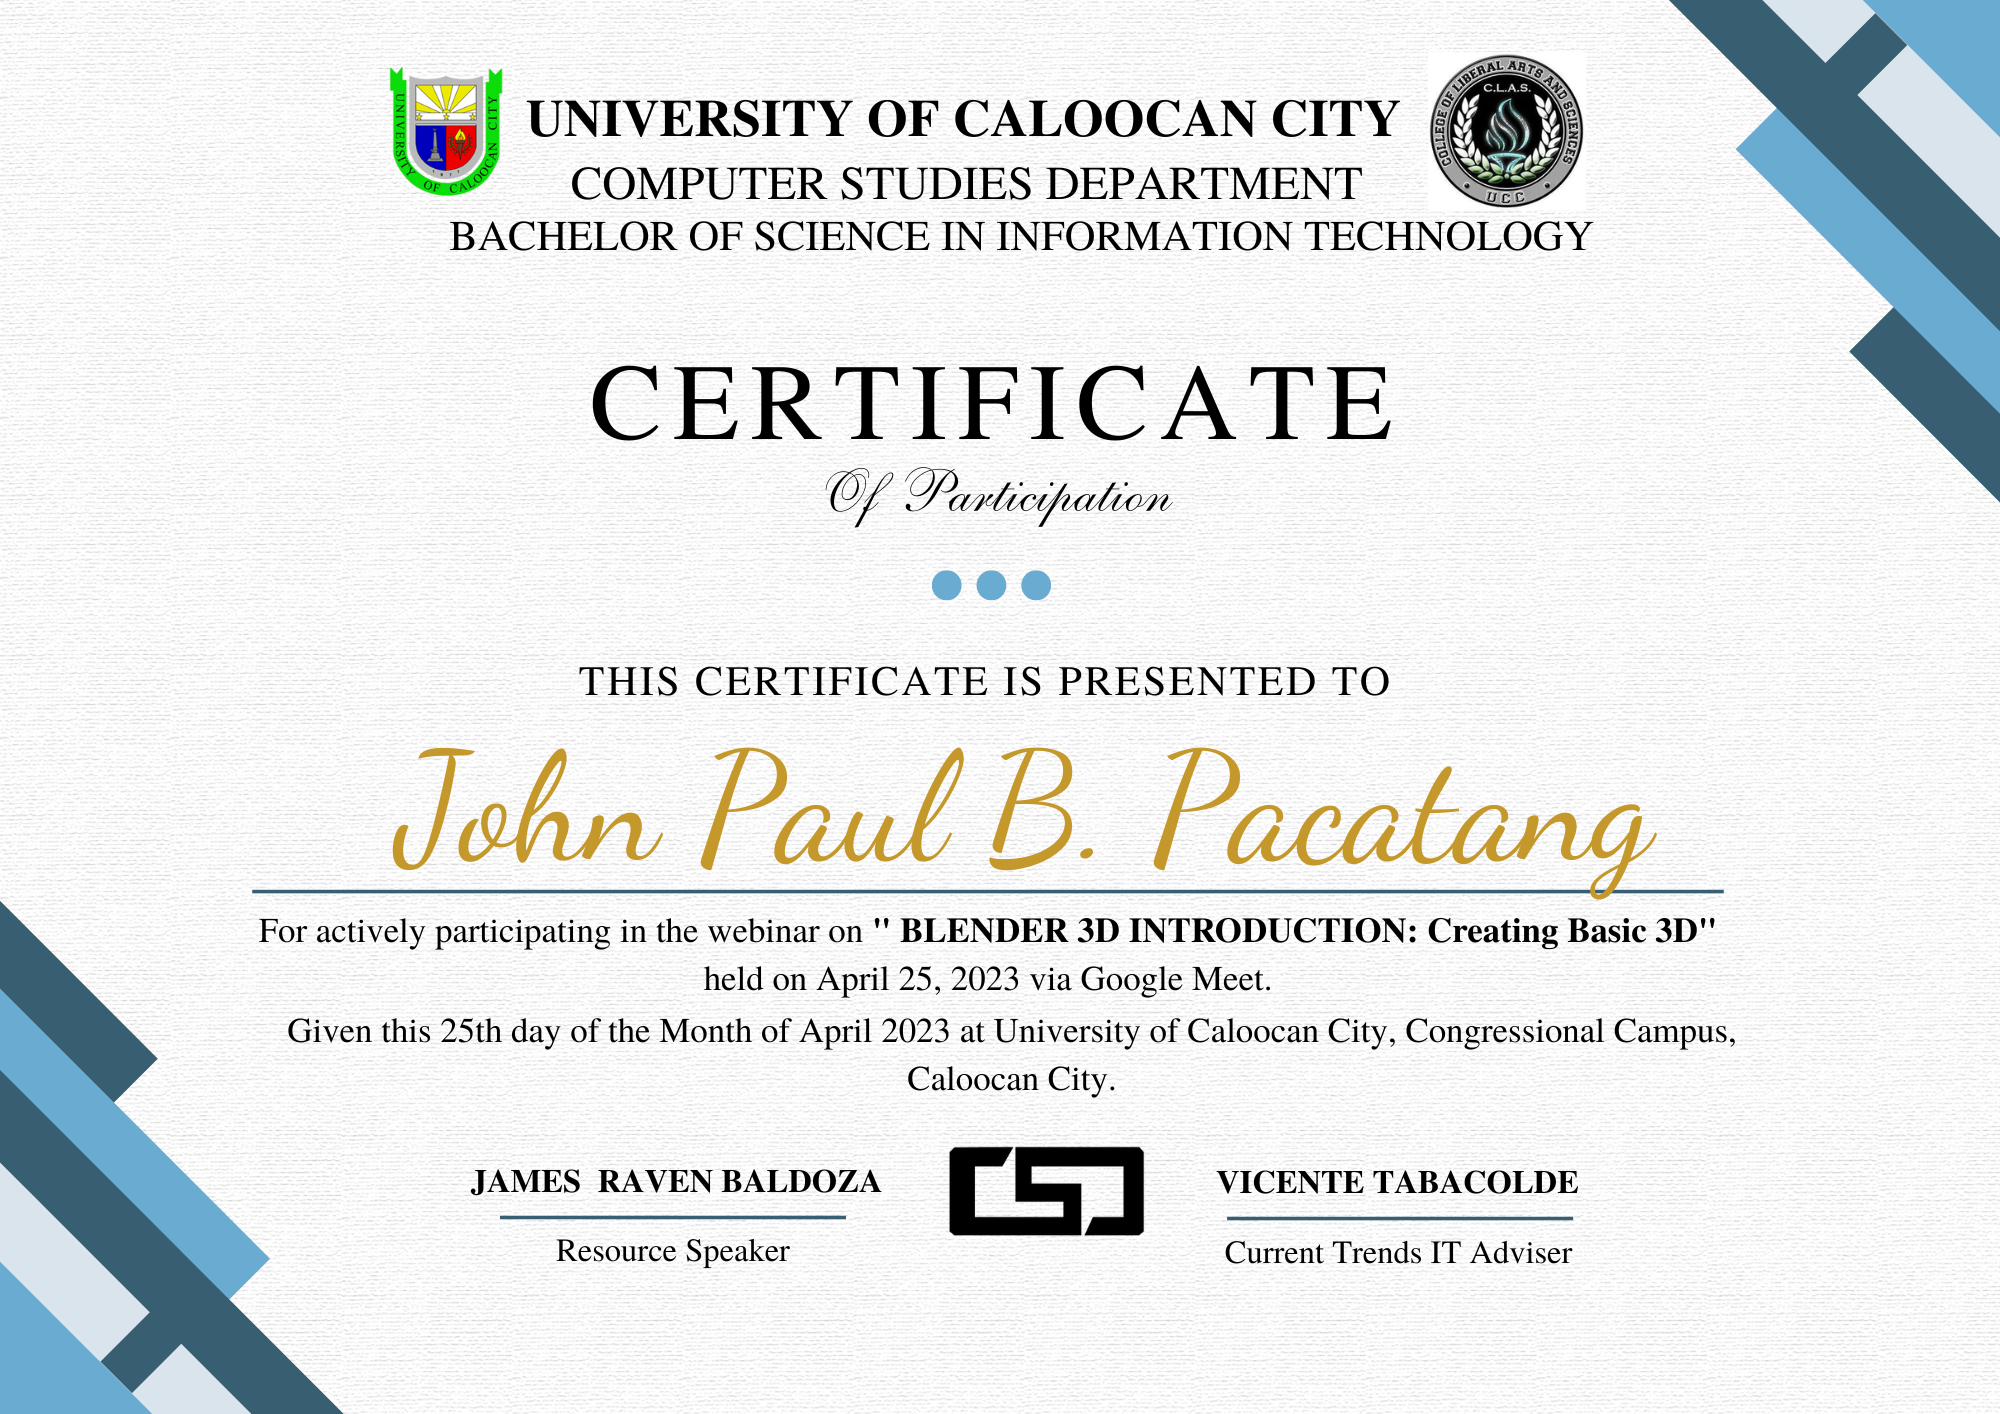 UNIVERSITY OF CALOOCAN CITY
COLLEGE OF LIBERAL ARTS AND SCIENCES
C.L.A.S.
UCC
UNIVERSITY OF CALOOCAN CITY
COMPUTER STUDIES DEPARTMENT
BACHELOR OF SCIENCE IN INFORMATION TECHNOLOGY
CERTIFICATE
Of Participation
THIS CERTIFICATE IS PRESENTED TO
John Paul B. Pacatang
For actively participating in the webinar on " BLENDER 3D INTRODUCTION: Creating Basic 3D"
held on April 25, 2023 via Google Meet.
Given this 25th day of the Month of April 2023 at University of Caloocan City, Congressional Campus,
Caloocan City.
JAMES  RAVEN BALDOZA
Resource Speaker
CSD
VICENTE TABACOLDE
Current Trends IT Adviser